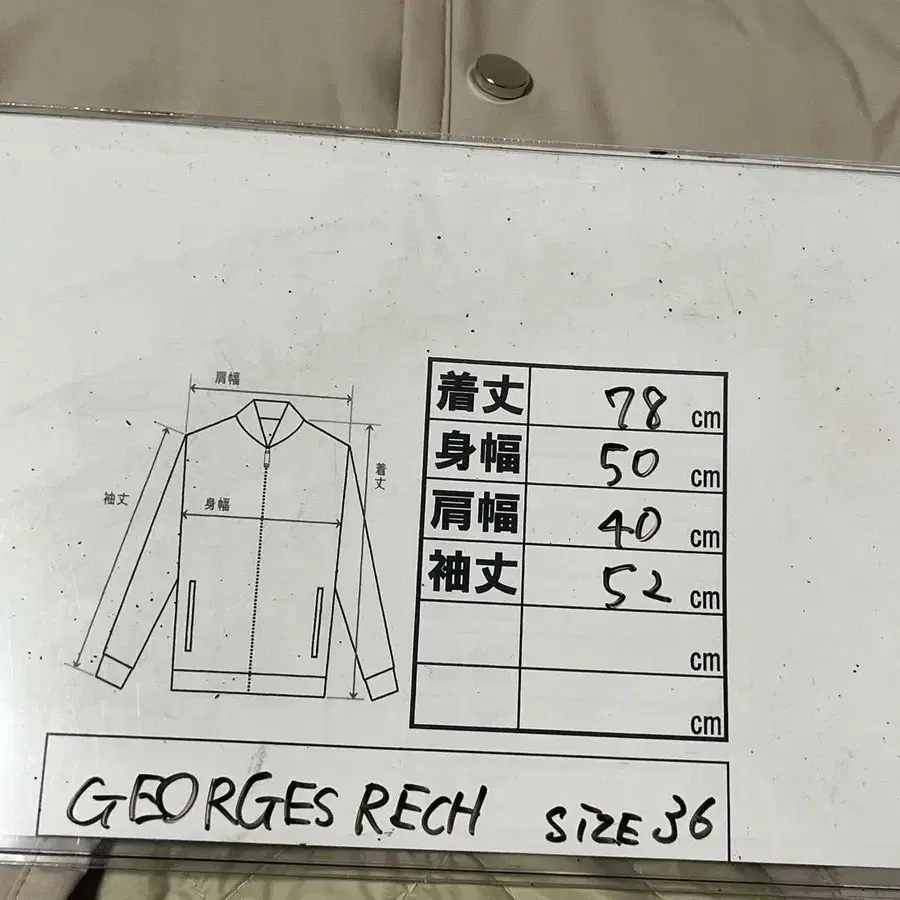 肩幅
袖丈
身幅
着丈
着丈 78 cm
身幅 50 cm
肩幅 40 cm
袖丈 52 cm
cm
cm
GEORGES RECH SIZE 36